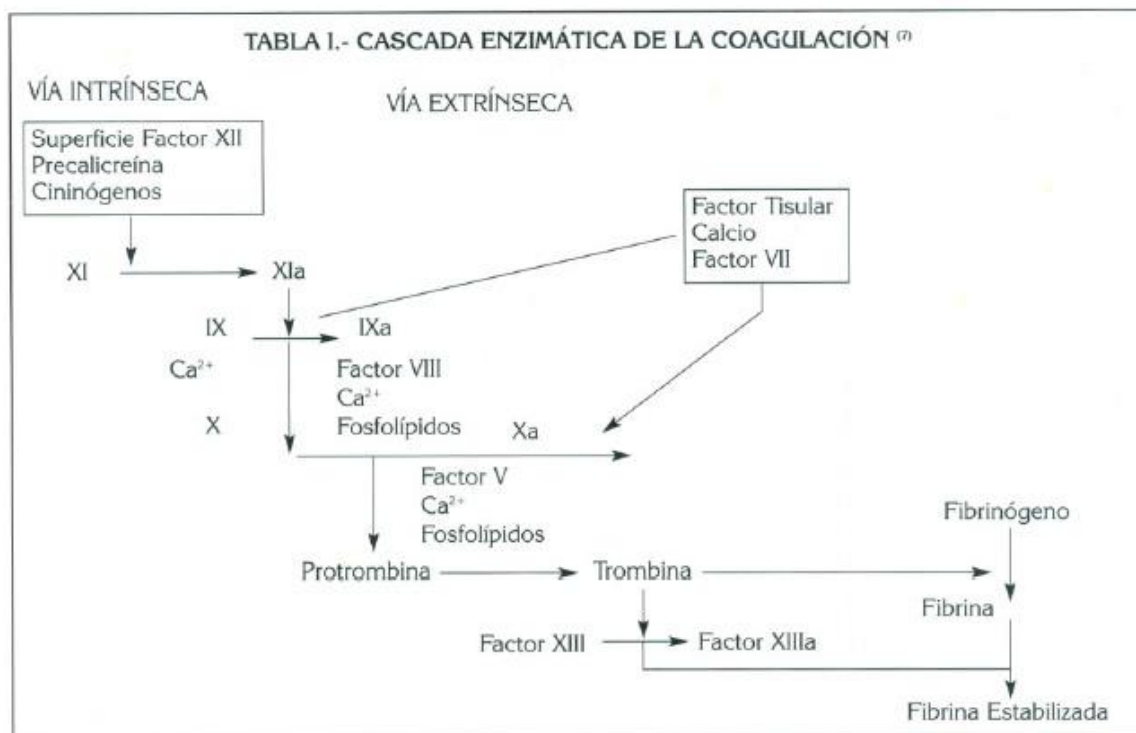 TABLA I.- CASCADA ENZIMÁTICA DE LA COAGULACIÓN (7)
VÍA INTRÍNSECA
VÍA EXTRÍNSECA
Superficie Factor XII
Precalicreína
Cininógenos
Factor Tisular
Calcio
Factor VII
XI
XIa
IX
IXa
Ca²⁺
Factor VIII
Ca²⁺
X
Fosfolípidos
Xa
Factor V
Ca²⁺
Fosfolípidos
Fibrinógeno
Protrombina
Trombina
Fibrina
Factor XIII
Factor XIIIa
Fibrina Estabilizada